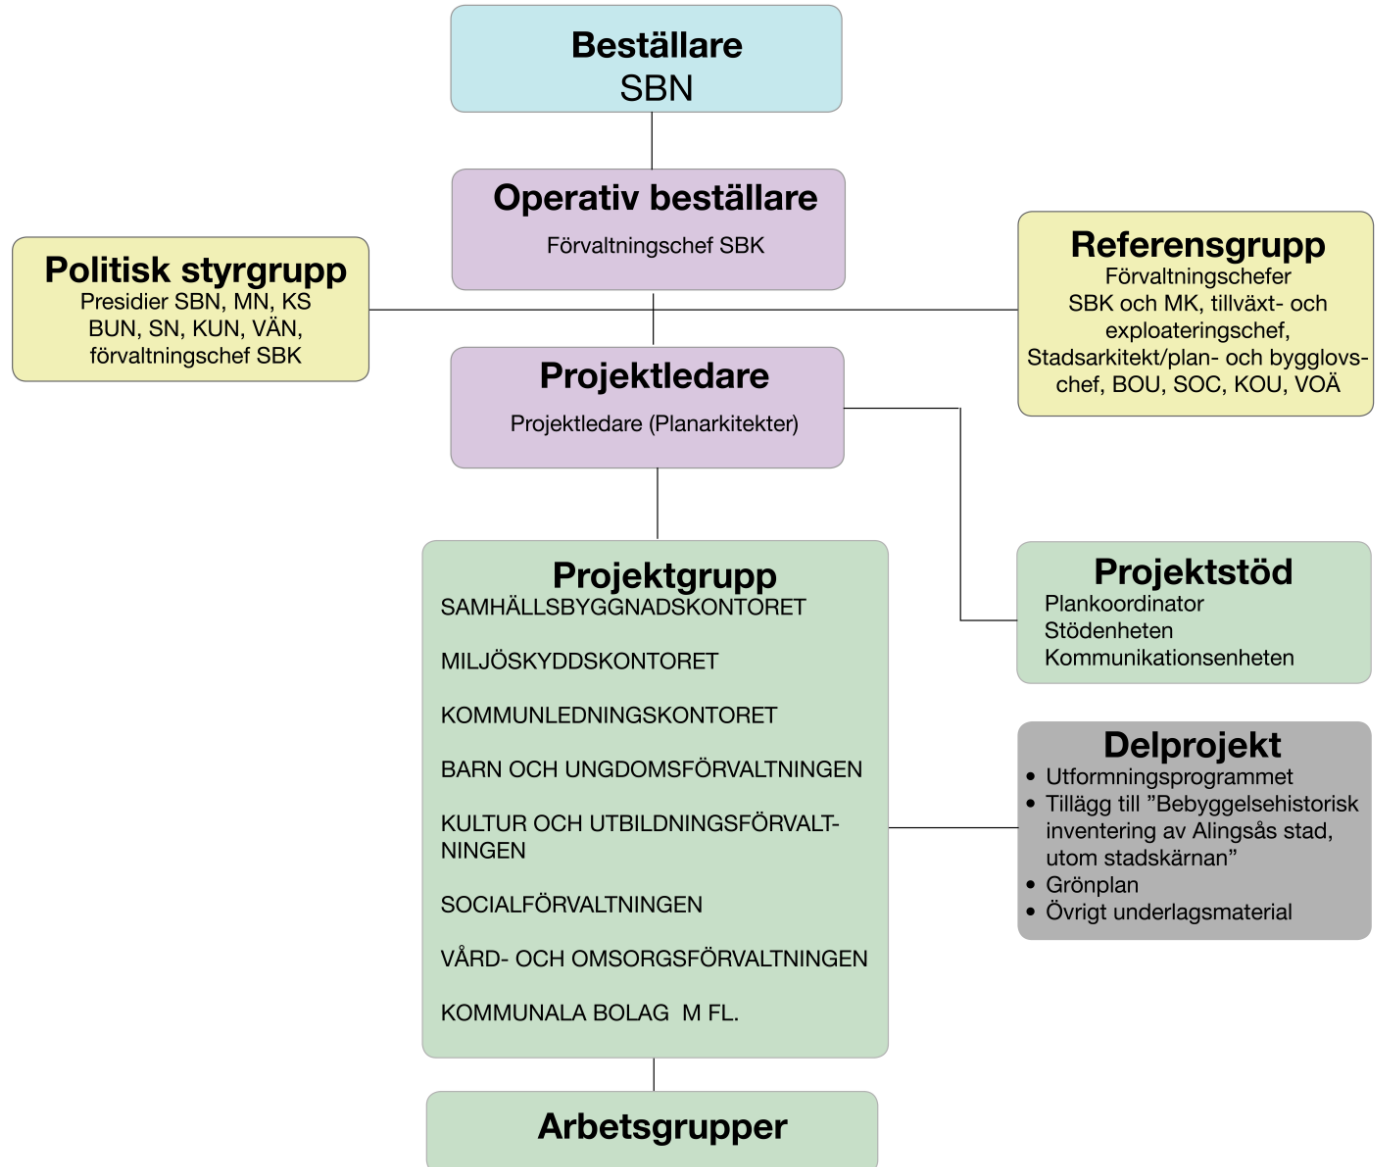 Beställare
SBN
Operativ beställare
Förvaltningschef SBK
Politisk styrgrupp
Presidier SBN, MN, KS
BUN, SN, KUN, VÄN,
förvaltningschef SBK
Referensgrupp
Förvaltningschefer
SBK och MK, tillväxt- och
exploateringschef,
Stadsarkitekt/plan- och bygglovs-
chef, BOU, SOC, KOU, VOÄ
Projektledare
Projektledare (Planarkitekter)
Projektgrupp
SAMHÄLLSBYGGNADSKONTORET
MILJÖSKYDDSKONTORET
KOMMUNLEDNINGSKONTORET
BARN OCH UNGDOMSFÖRVALTNINGEN
KULTUR OCH UTBILDNINGSFÖRVALT-
NINGEN
SOCIALFÖRVALTNINGEN
VÅRD- OCH OMSORGSFÖRVALTNINGEN
KOMMUNALA BOLAG  M FL.
Projektstöd
Plankoordinator
Stödenheten
Kommunikationsenheten
Delprojekt
• Utformningsprogrammet
• Tillägg till ”Bebyggelsehistorisk
inventering av Alingsås stad,
utom stadskärnan”
• Grönplan
• Övrigt underlagsmaterial
Arbetsgrupper